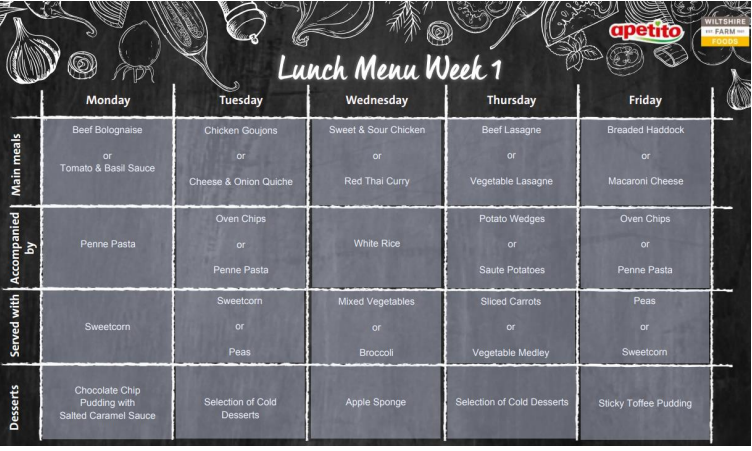 apetito
WILTSHIRE
EST. FARM 1991
FOODS
Lunch Menu Week 1
Monday
Tuesday
Wednesday
Thursday
Friday
Main meals
Beef Bolognaise
or
Tomato & Basil Sauce
Chicken Goujons
or
Cheese & Onion Quiche
Sweet & Sour Chicken
or
Red Thai Curry
Beef Lasagne
or
Vegetable Lasagne
Breaded Haddock
or
Macaroni Cheese
Accompanied
by
Penne Pasta
Oven Chips
or
Penne Pasta
White Rice
Potato Wedges
or
Saute Potatoes
Oven Chips
or
Penne Pasta
Served with
Sweetcorn
Sweetcorn
or
Peas
Mixed Vegetables
or
Broccoli
Sliced Carrots
or
Vegetable Medley
Peas
or
Sweetcorn
Desserts
Chocolate Chip
Pudding with
Salted Caramel Sauce
Selection of Cold
Desserts
Apple Sponge
Selection of Cold Desserts
Sticky Toffee Pudding